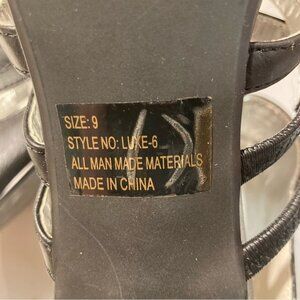 SIZE: 9
STYLE NO: LUXE-6
ALL MAN MADE MATERIALS
MADE IN CHINA